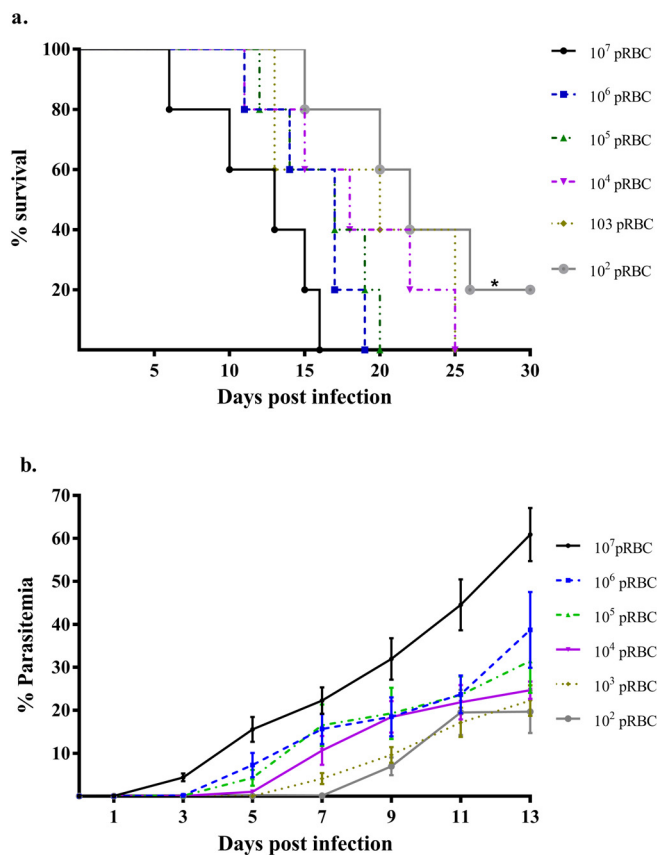 a.
100
80
60
40
20
% survival
5
10
15
20
25
30
Days post infection
*
10⁷ pRBC
10⁶ pRBC
10⁵ pRBC
10⁴ pRBC
103 pRBC
10² pRBC
b.
70
60
50
40
30
20
10
% Parasitemia
1
3
5
7
9
11
13
Days post infection
10⁷pRBC
10⁶ pRBC
10⁵ pRBC
10⁴ pRBC
10³ pRBC
10² pRBC